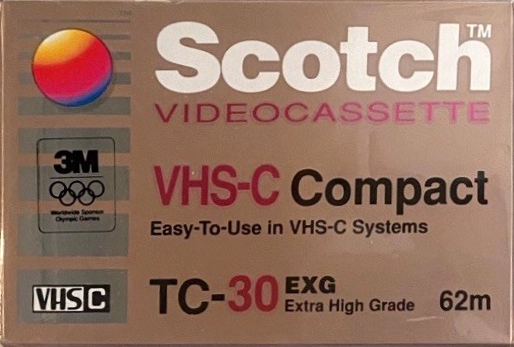 Scotch™
VIDEOCASSETTE
3M
Worldwide Sponsor
Olympic Games
VHS-C Compact
Easy-To-Use in VHS-C Systems
VHS C
TC-30 EXG
Extra High Grade
62m